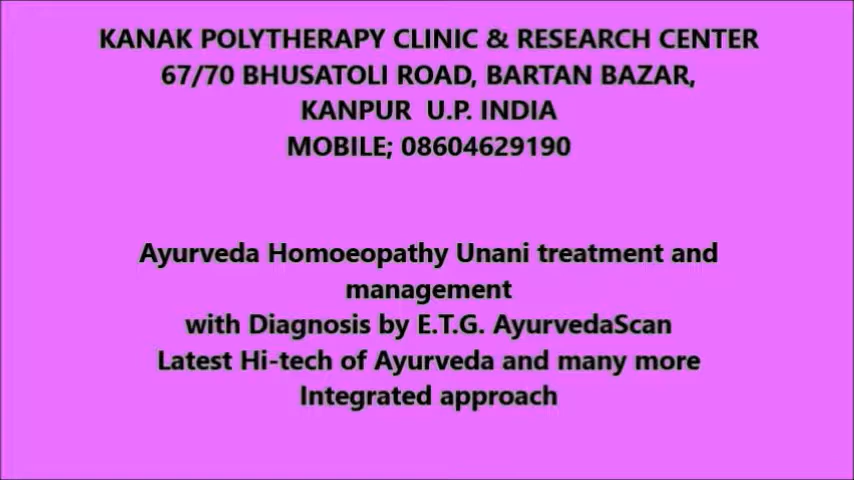 KANAK POLYTHERAPY CLINIC & RESEARCH CENTER
67/70 BHUSATOLI ROAD, BARTAN BAZAR,
KANPUR  U.P. INDIA
MOBILE; 08604629190
Ayurveda Homoeopathy Unani treatment and
management
with Diagnosis by E.T.G. AyurvedaScan
Latest Hi-tech of Ayurveda and many more
Integrated approach